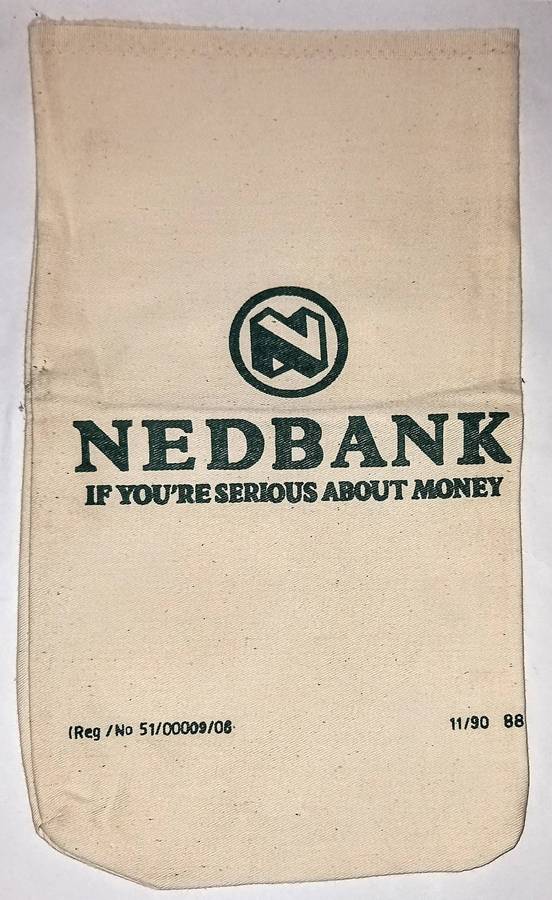 N
NEDBANK
IF YOU'RE SERIOUS ABOUT MONEY
(Reg / No 51/00009/06 11/90 88